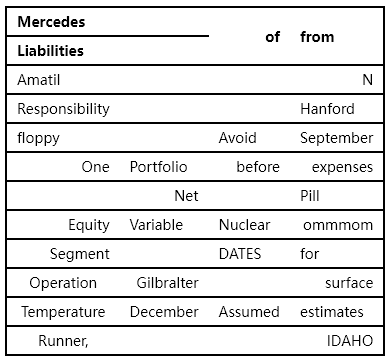 Mercedes
of from
Liabilities
Amatil N
Responsibility Hanford
floppy Avoid September
One Portfolio before expenses
Net Pill
Equity Variable Nuclear ommmom
Segment DATES for
Operation Gilbralter surface
Temperature December Assumed estimates
Runner, IDAHO